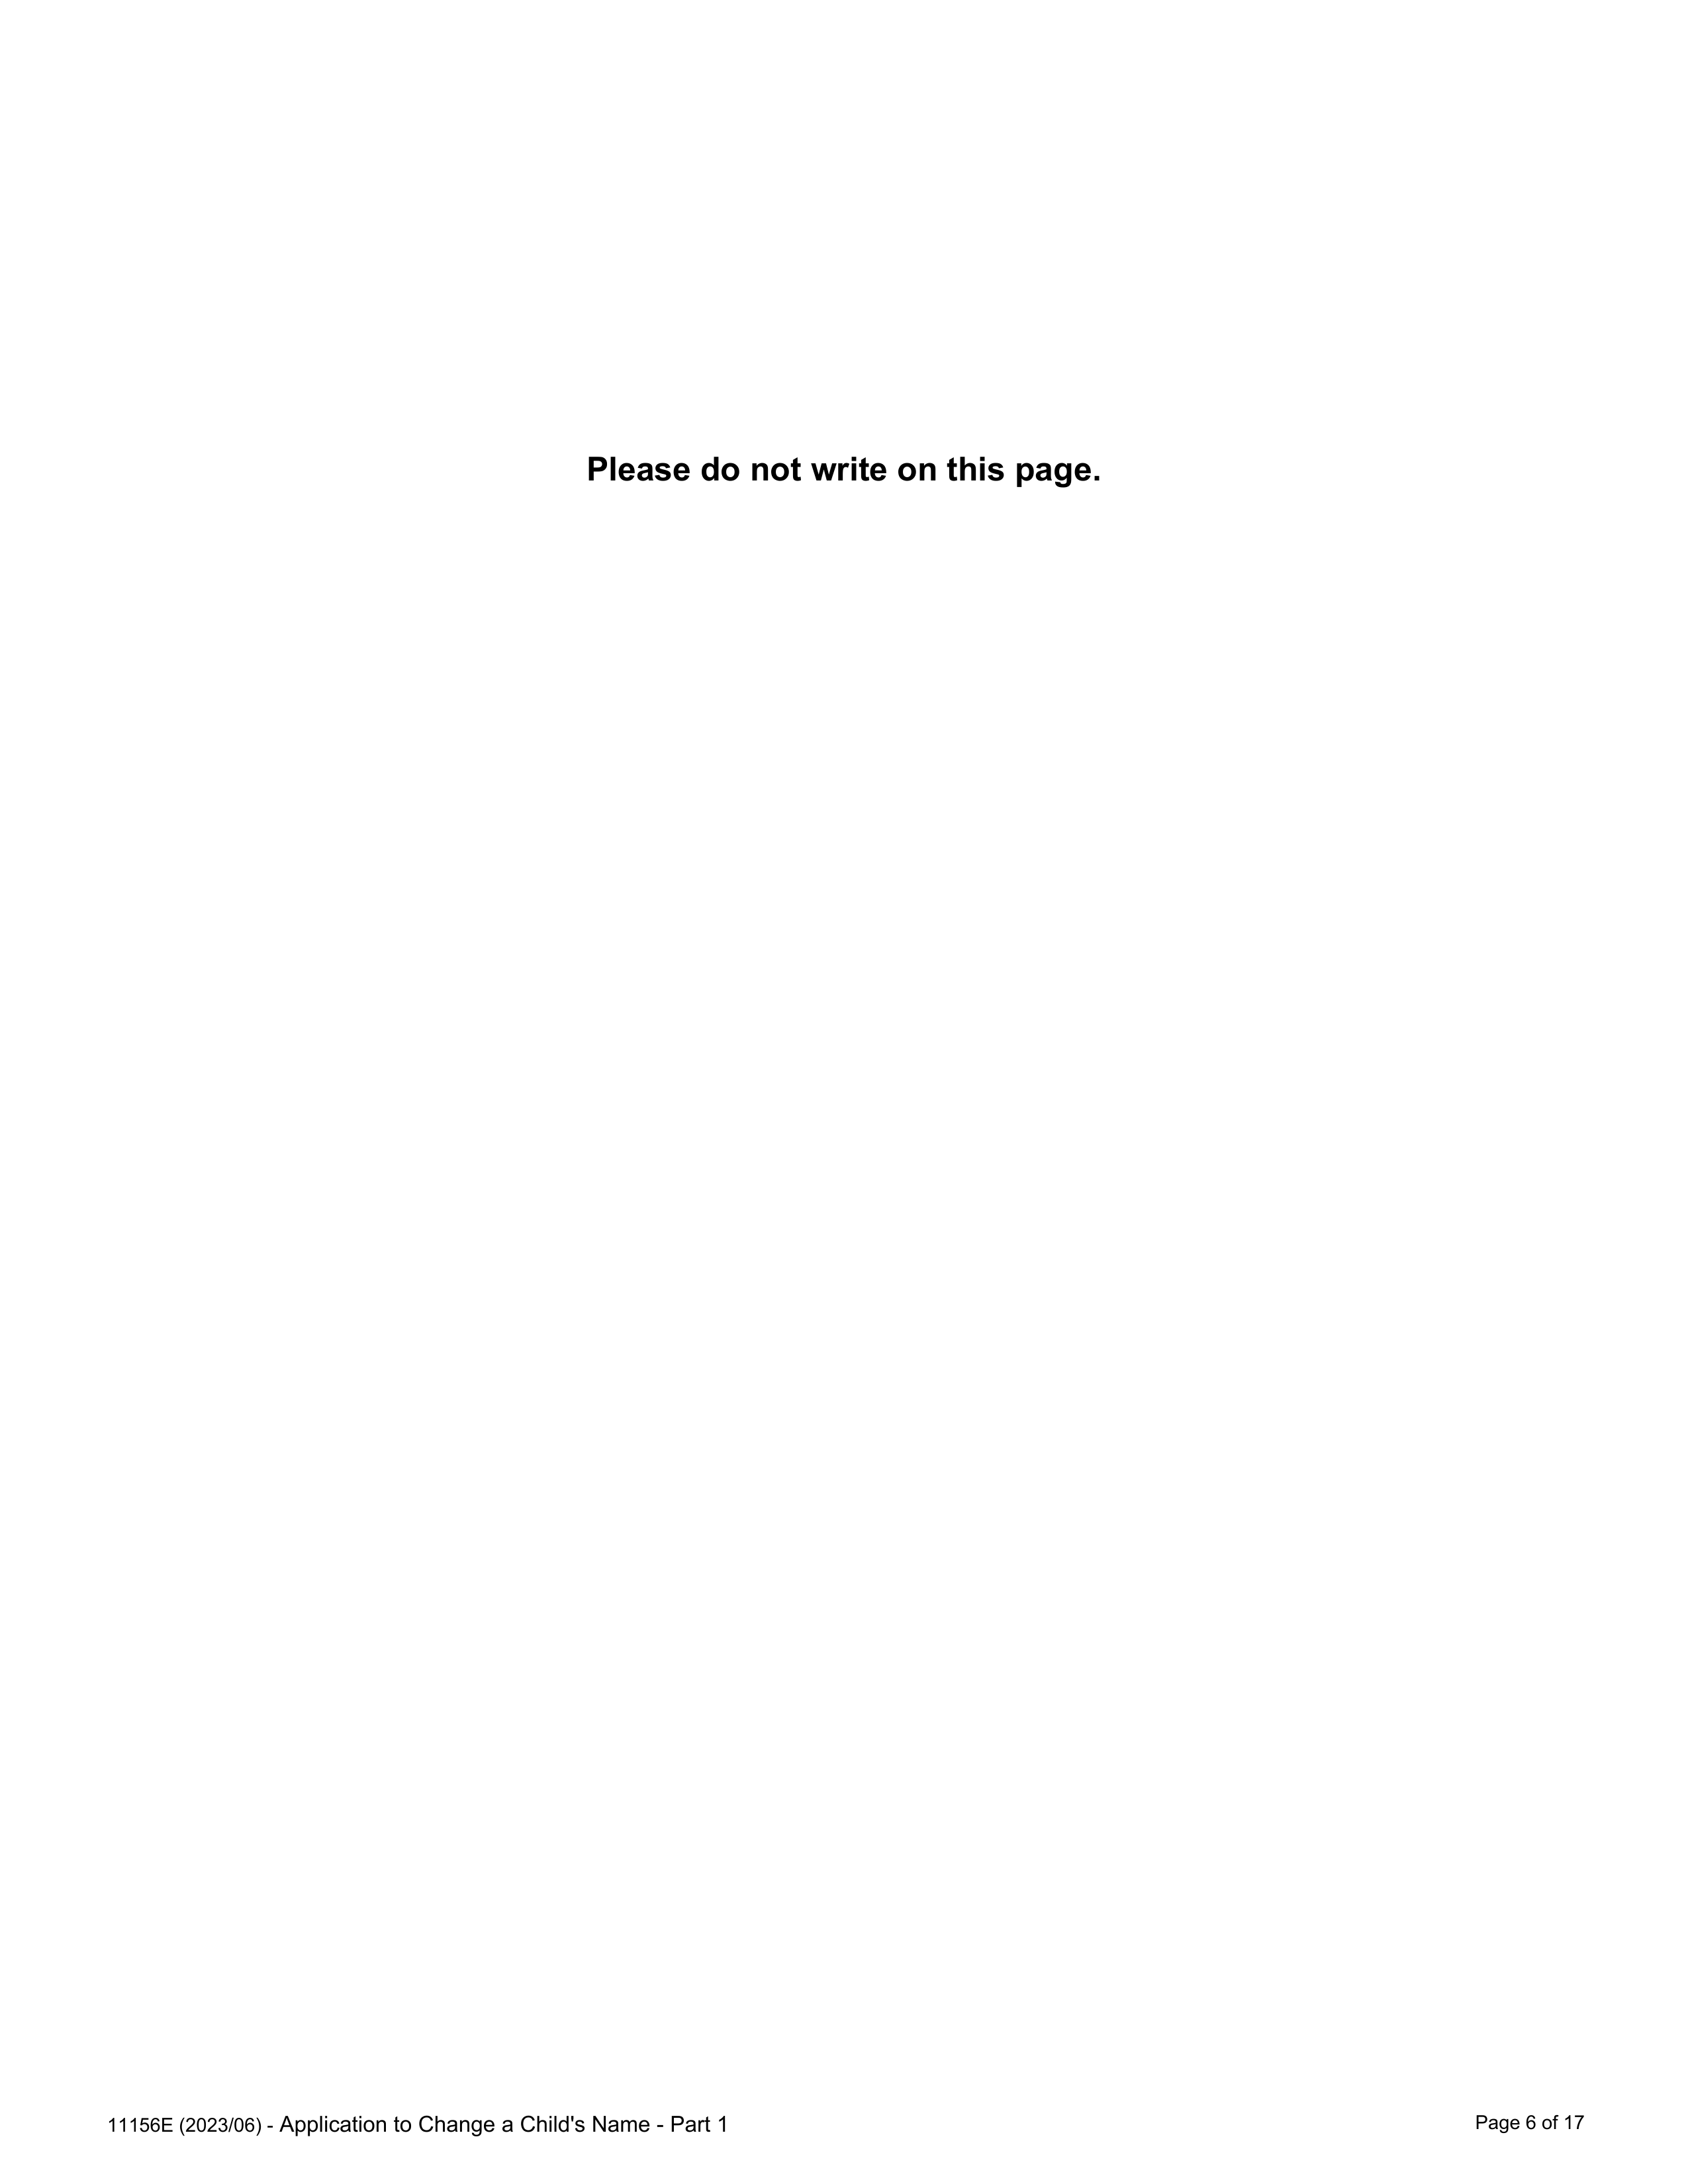 Please do not write on this page.
11156E (2023/06) - Application to Change a Child's Name - Part 1
Page 6 of 17